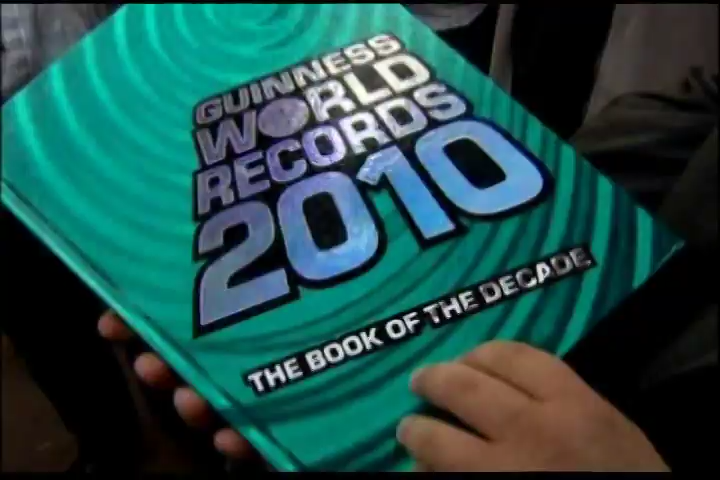 GUINNESS
WORLD
RECORDS
2010
THE BOOK OF THE DECADE